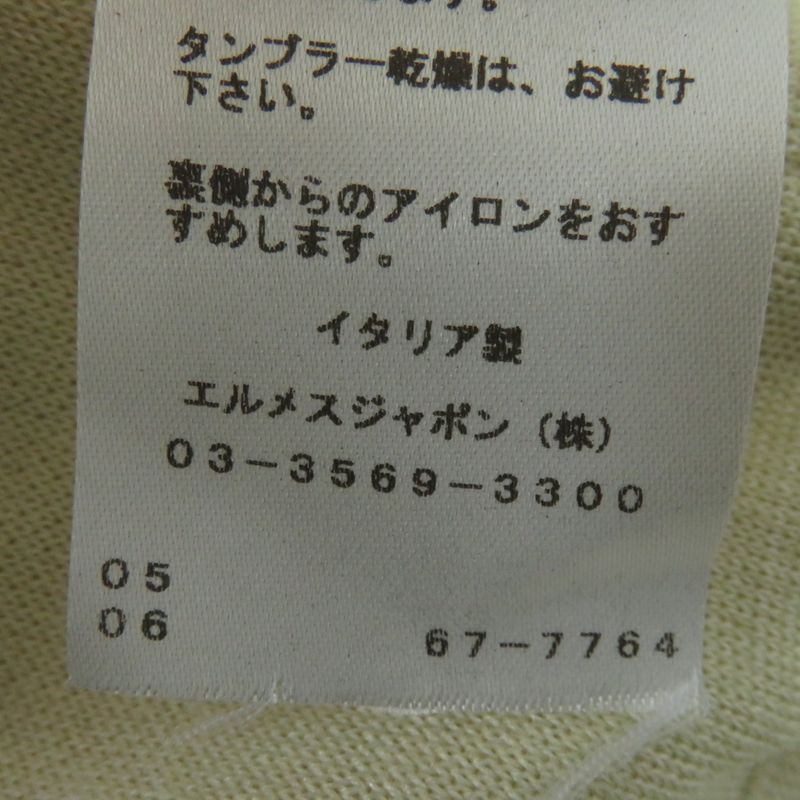 ます。
タンブラー乾燥は、お避け
下さい。
裏側からのアイロンをおす
すめします。
イタリア製
エルメスジャポン（株）
03-3569-3300
05
06
67-7764